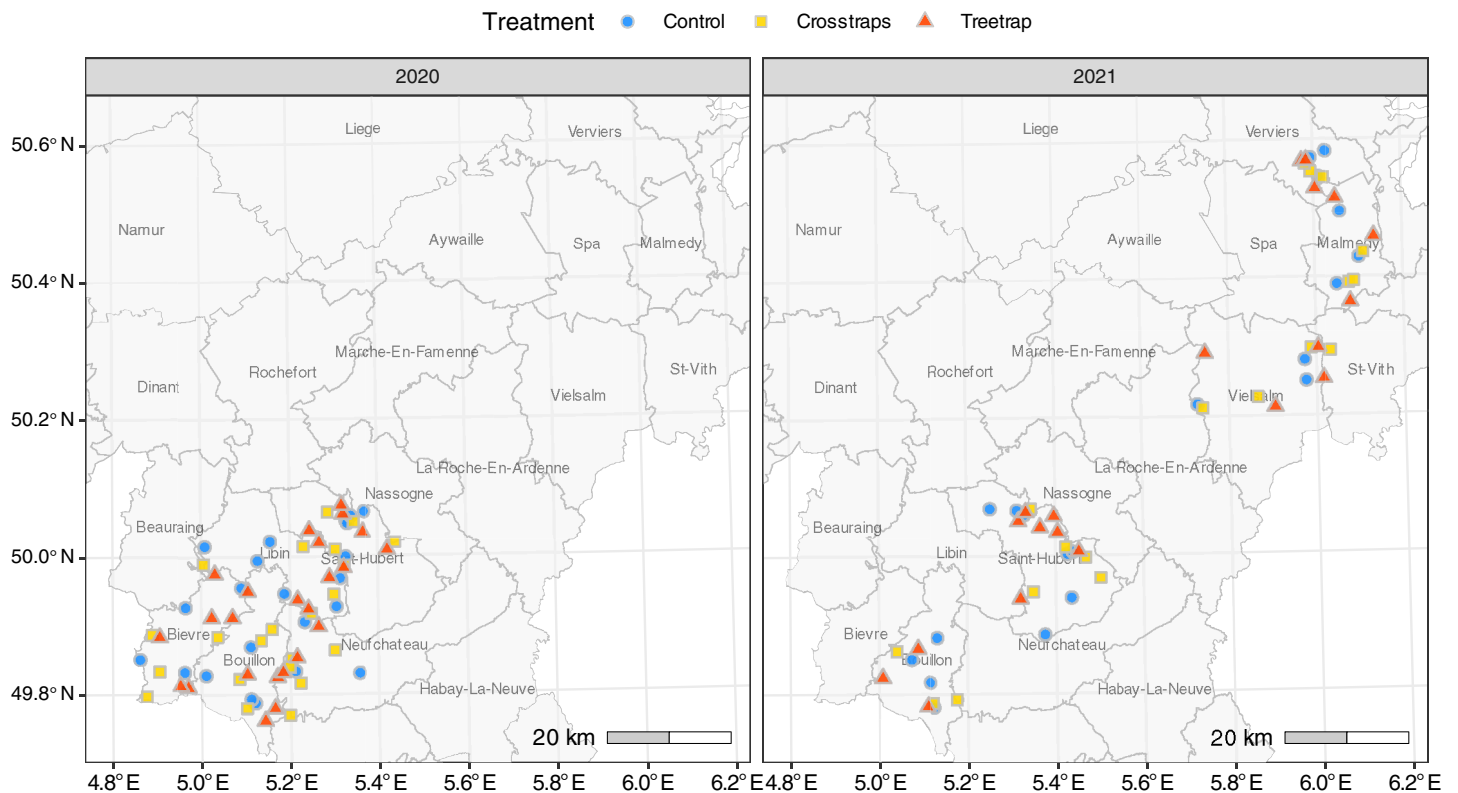 Treatment Control Crosstraps Treetrap
2020 2021
50.6°N
50.4°N
50.2°N
50.0°N
49.8°N
Liege Verviers
Namur Aywaille Spa Malmedy
Marche-En-Famenne
Rochefort St-Vith
Dinant Vielsalm
La Roche-En-Ardenne
Nassogne
Beauraing
Libin Saint-Hubert
Bievre
Neufchateau
Bouillon
Habay-La-Neuve
20 km
Liege Verviers
Namur Aywaille Spa Malmedy
Marche-En-Famenne
Rochefort St-Vith
Dinant Vielsalm
La Roche-En-Ardenne
Nassogne
Beauraing
Libin Saint-Hubert
Bievre
Neufchateau
Bouillon
Habay-La-Neuve
20 km
4.8°E 5.0°E 5.2°E 5.4°E 5.6°E 5.8°E 6.0°E 6.2°E
4.8°E 5.0°E 5.2°E 5.4°E 5.6°E 5.8°E 6.0°E 6.2°E